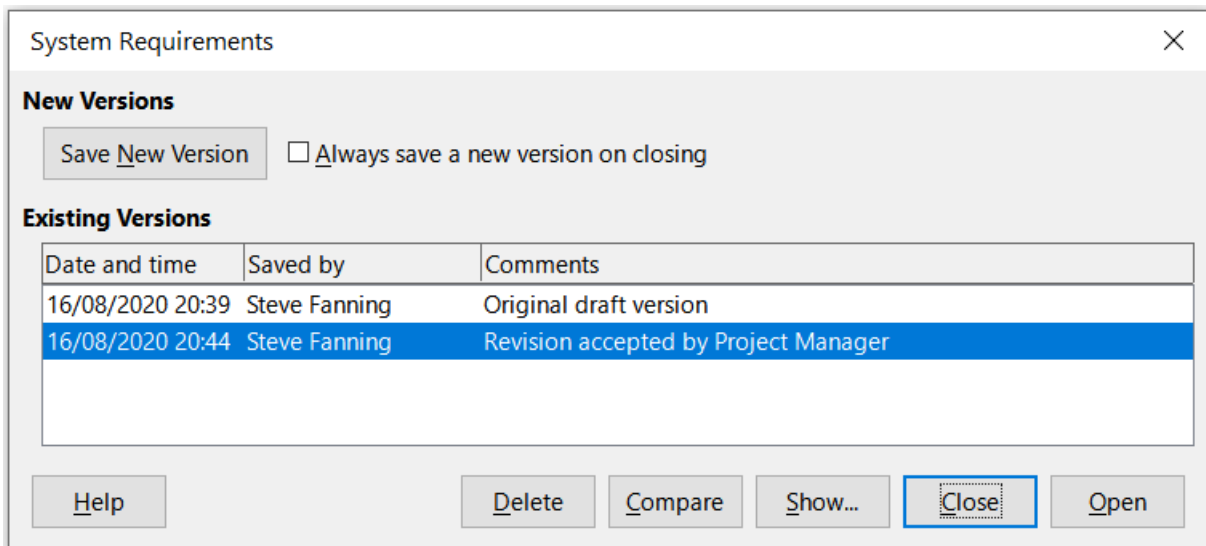 System Requirements
New Versions
Save New Version Always save a new version on closing
Existing Versions
Date and time Saved by Comments
16/08/2020 20:39 Steve Fanning Original draft version
16/08/2020 20:44 Steve Fanning Revision accepted by Project Manager
Help Delete Compare Show... Close Open